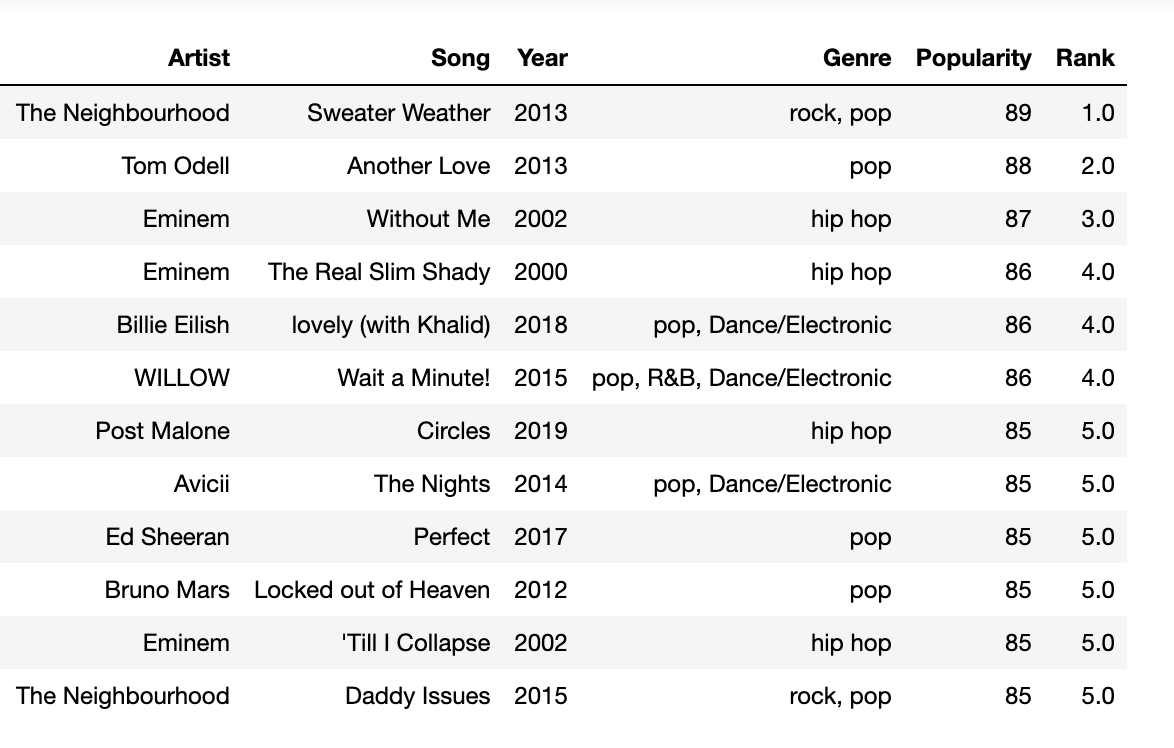 Artist Song Year Genre Popularity Rank
The Neighbourhood Sweater Weather 2013 rock, pop 89 1.0
Tom Odell Another Love 2013 pop 88 2.0
Eminem Without Me 2002 hip hop 87 3.0
Eminem The Real Slim Shady 2000 hip hop 86 4.0
Billie Eilish lovely (with Khalid) 2018 pop, Dance/Electronic 86 4.0
WILLOW Wait a Minute! 2015 pop, R&B, Dance/Electronic 86 4.0
Post Malone Circles 2019 hip hop 85 5.0
Avicii The Nights 2014 pop, Dance/Electronic 85 5.0
Ed Sheeran Perfect 2017 pop 85 5.0
Bruno Mars Locked out of Heaven 2012 pop 85 5.0
Eminem 'Till I Collapse 2002 hip hop 85 5.0
The Neighbourhood Daddy Issues 2015 rock, pop 85 5.0